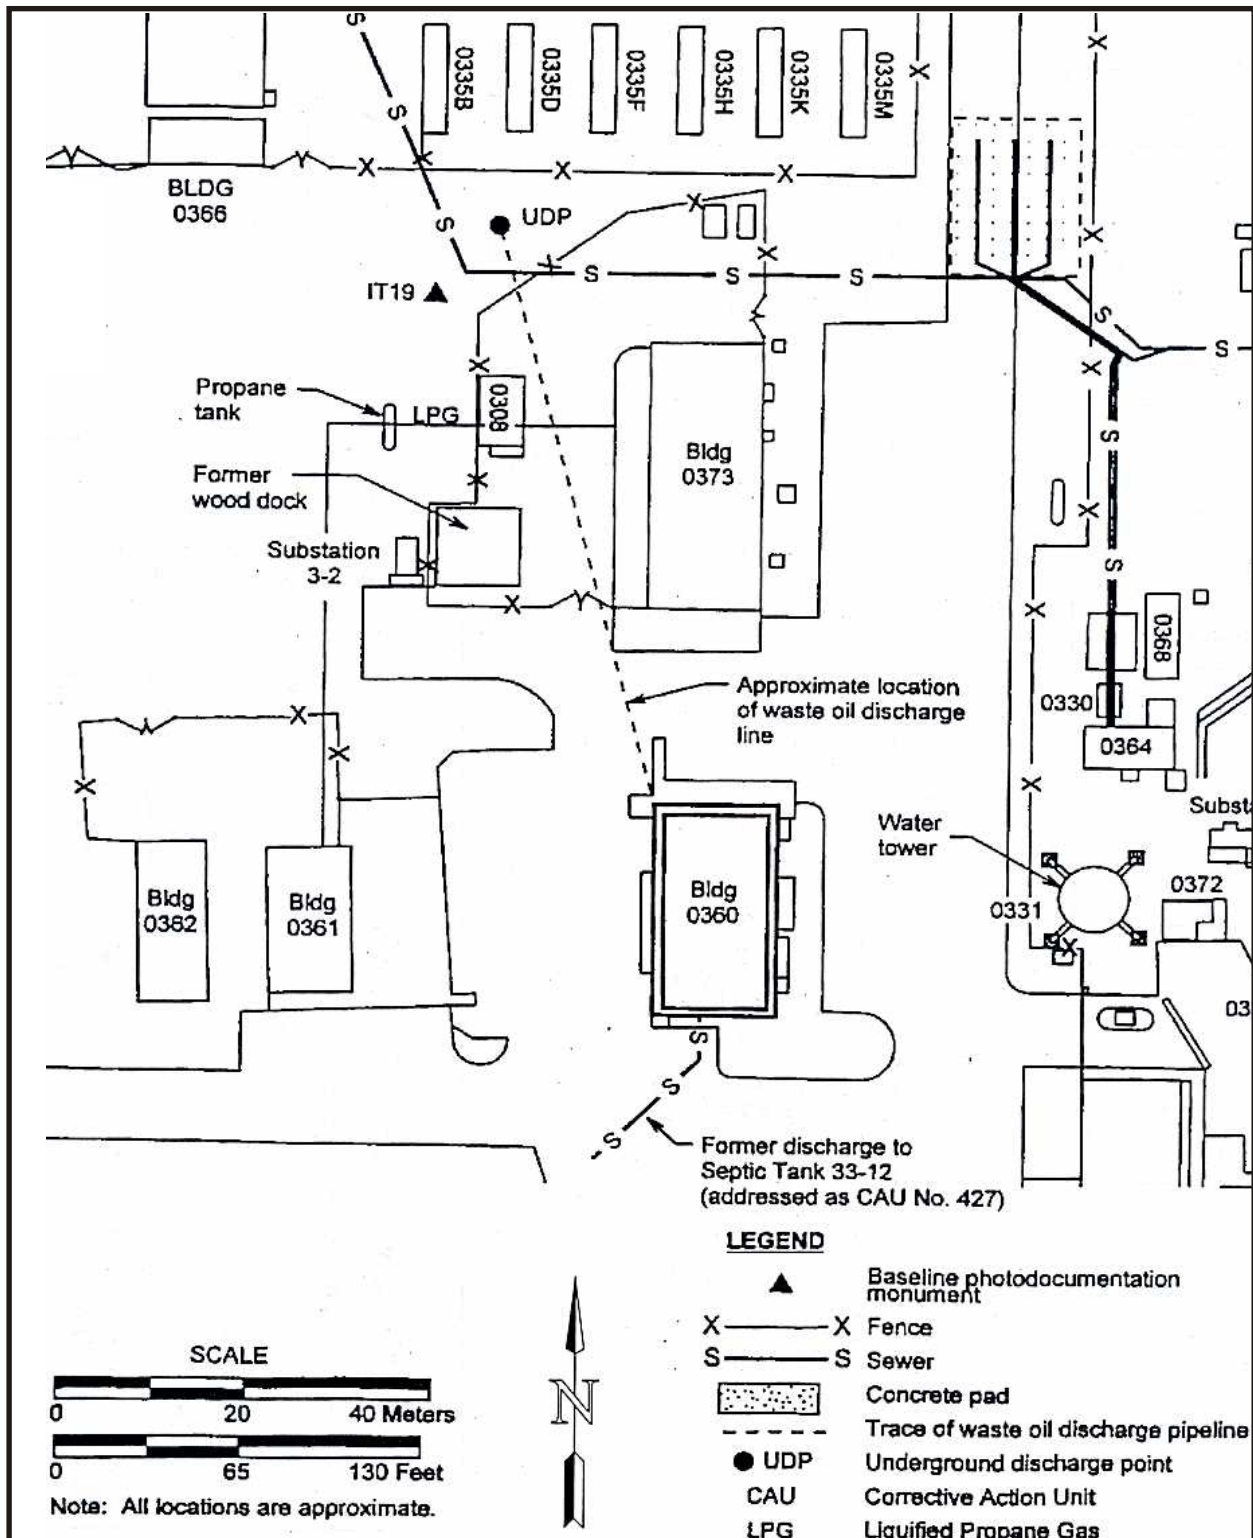 S
0335B
0335D
0335F
0335H
0335K
0335M
X
X
S
X
X
X
X
BLDG
0366
S
UDP
X
X
X
S
S
S
IT19
S
S
X
X
Propane
tank
LPG
0308
S
Bldg
0373
Former
wood dock
X
X
Substation
3-2
X
S
X
X
0368
Approximate location
of waste oil discharge
line
0330
0364
X
X
X
X
Substa
Water
tower
0372
Bldg
0382
Bldg
0361
Bldg
0360
0331
X
03
S
S
S
Former discharge to
Septic Tank 33-12
(addressed as CAU No. 427)
LEGEND
Baseline photodocumentation
monument
X X Fence
S S Sewer
Concrete pad
Trace of waste oil discharge pipeline
UDP Underground discharge point
CAU Corrective Action Unit
LPG Liquified Propane Gas
SCALE
0 20 40 Meters
0 65 130 Feet
N
Note: All locations are approximate.